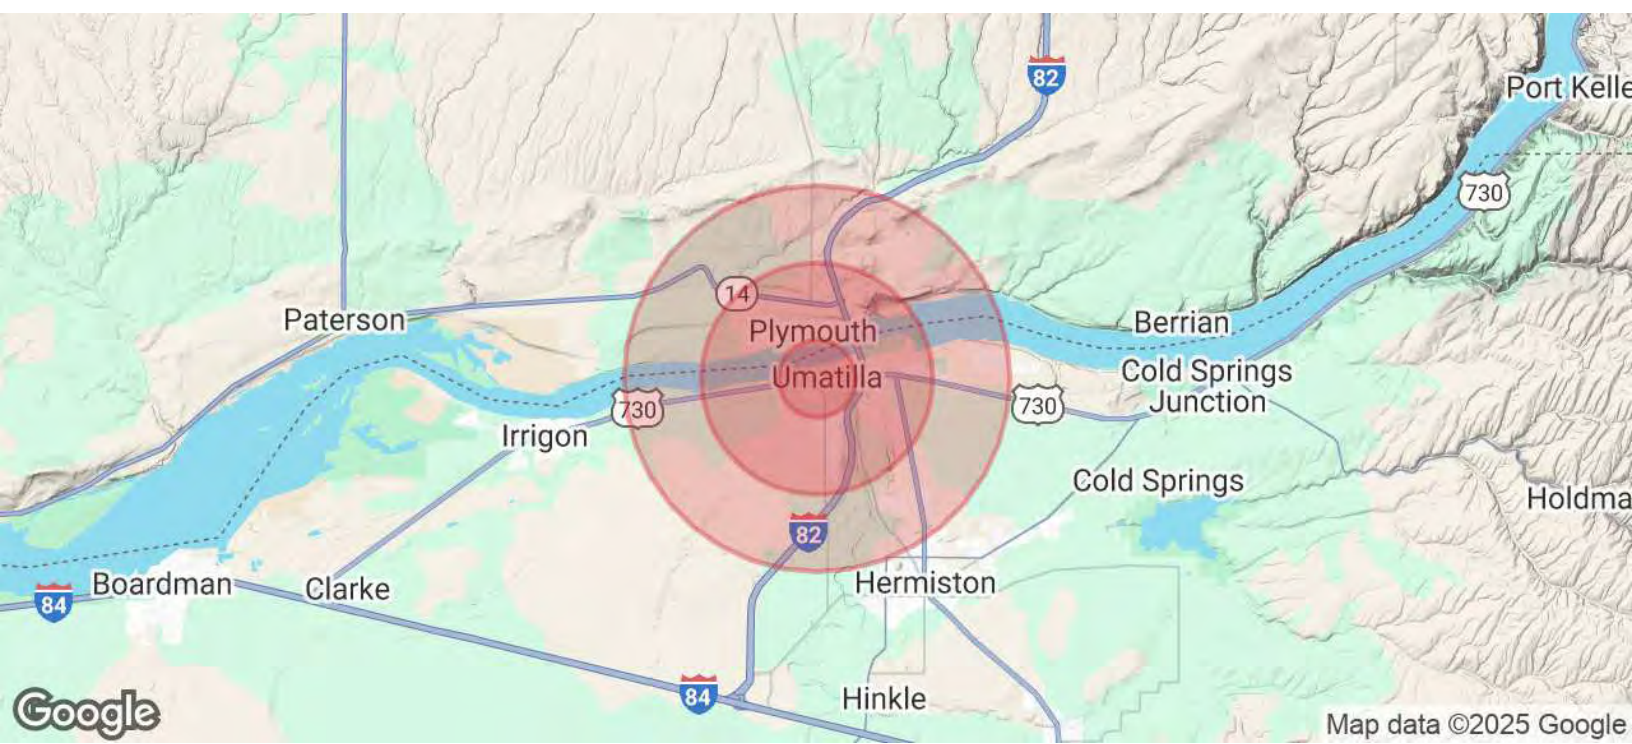 82
Port Kelle
730
14
Paterson
Plymouth
Berrian
Umatilla
Cold Springs
Junction
730
730
Irrigon
Cold Springs
Holdma
82
Boardman
Clarke
Hermiston
84
84
Hinkle
Google
Map data ©2025 Google